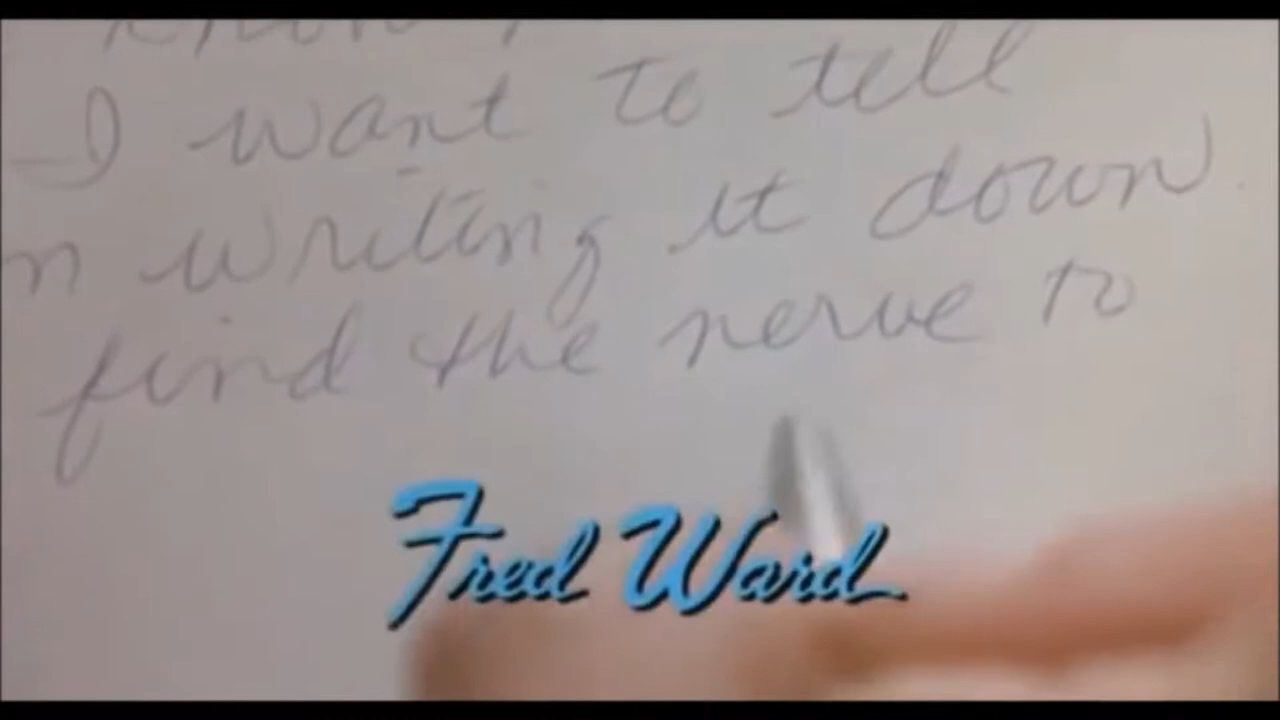 I want to tell
n writing it down
find the nerve to
Fred Ward